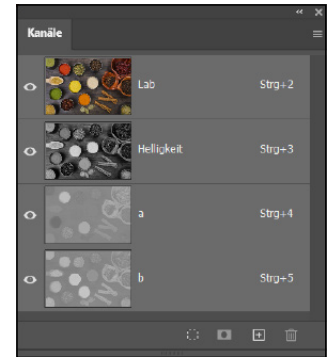 Kanäle
Lab Strg+2
Helligkeit Strg+3
a Strg+4
b Strg+5